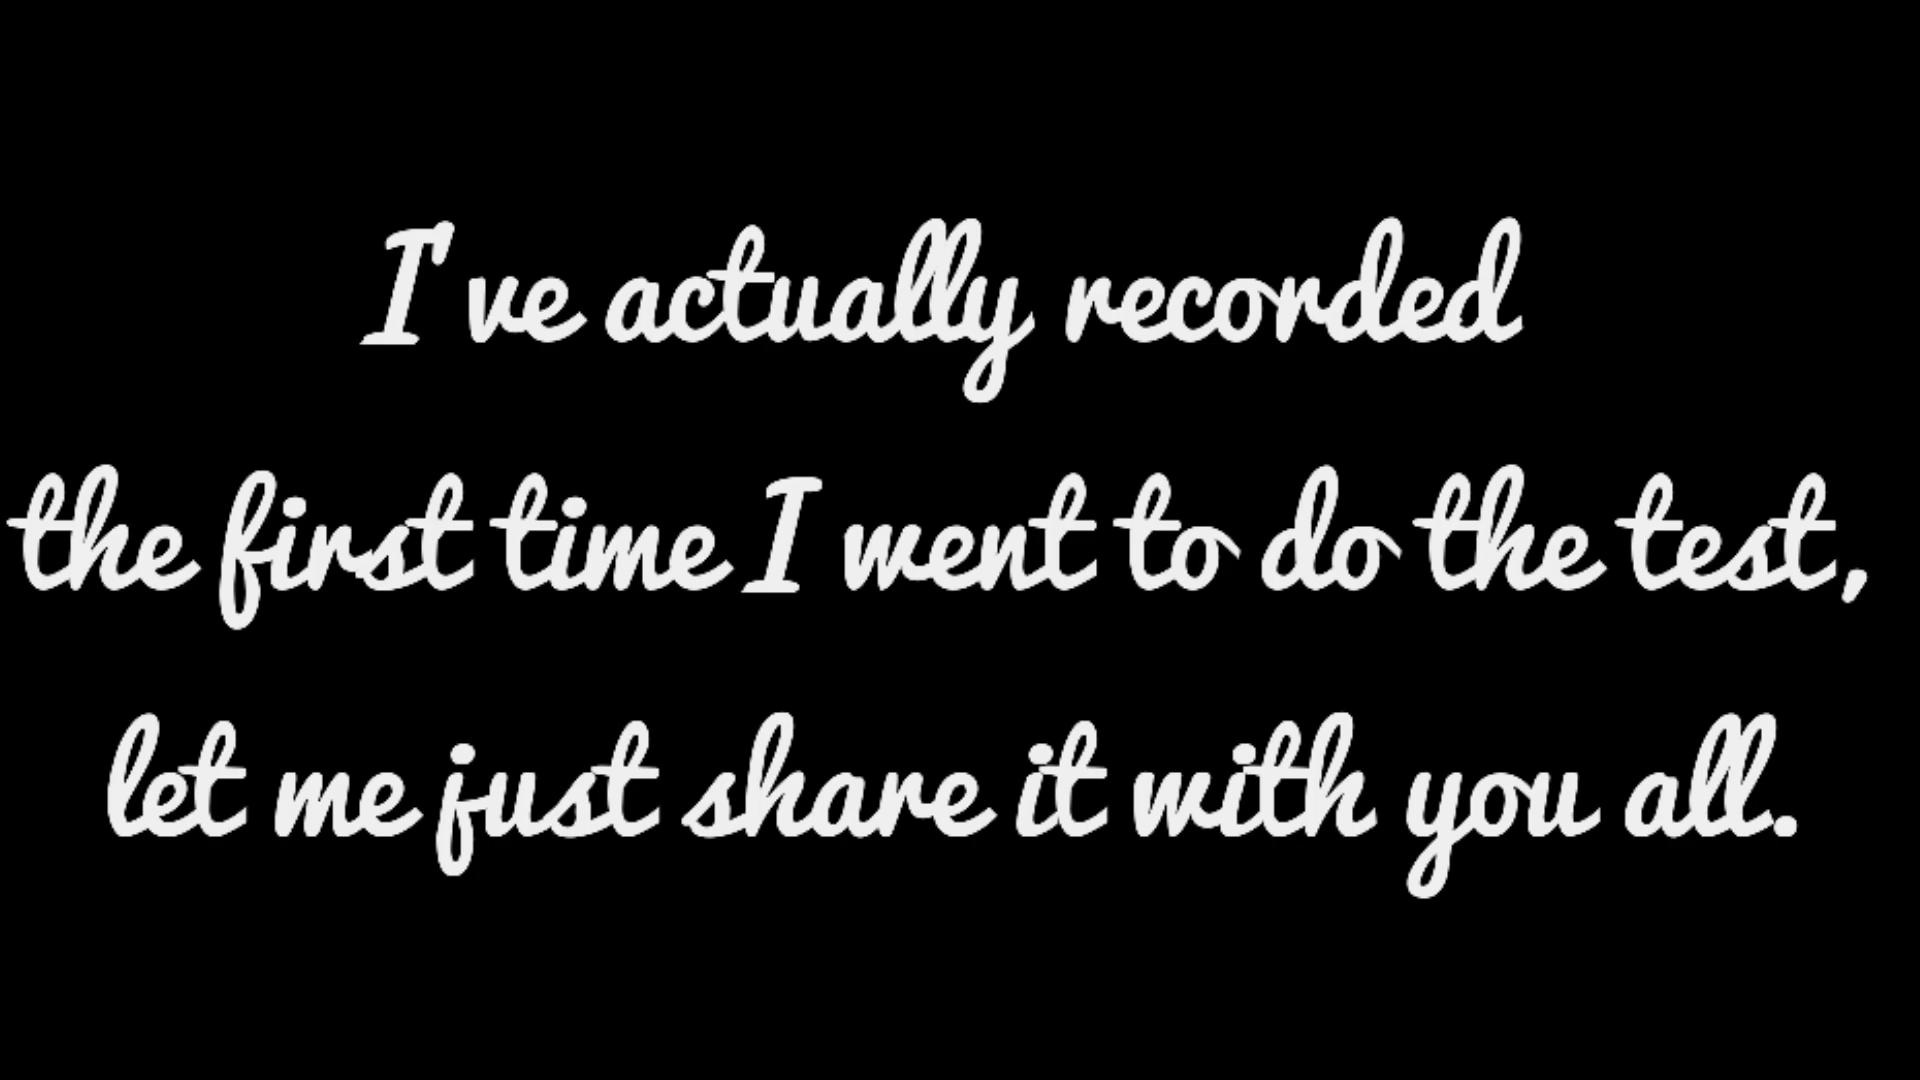 I've actually recorded
the first time I went to do the test,
let me just share it with you all.